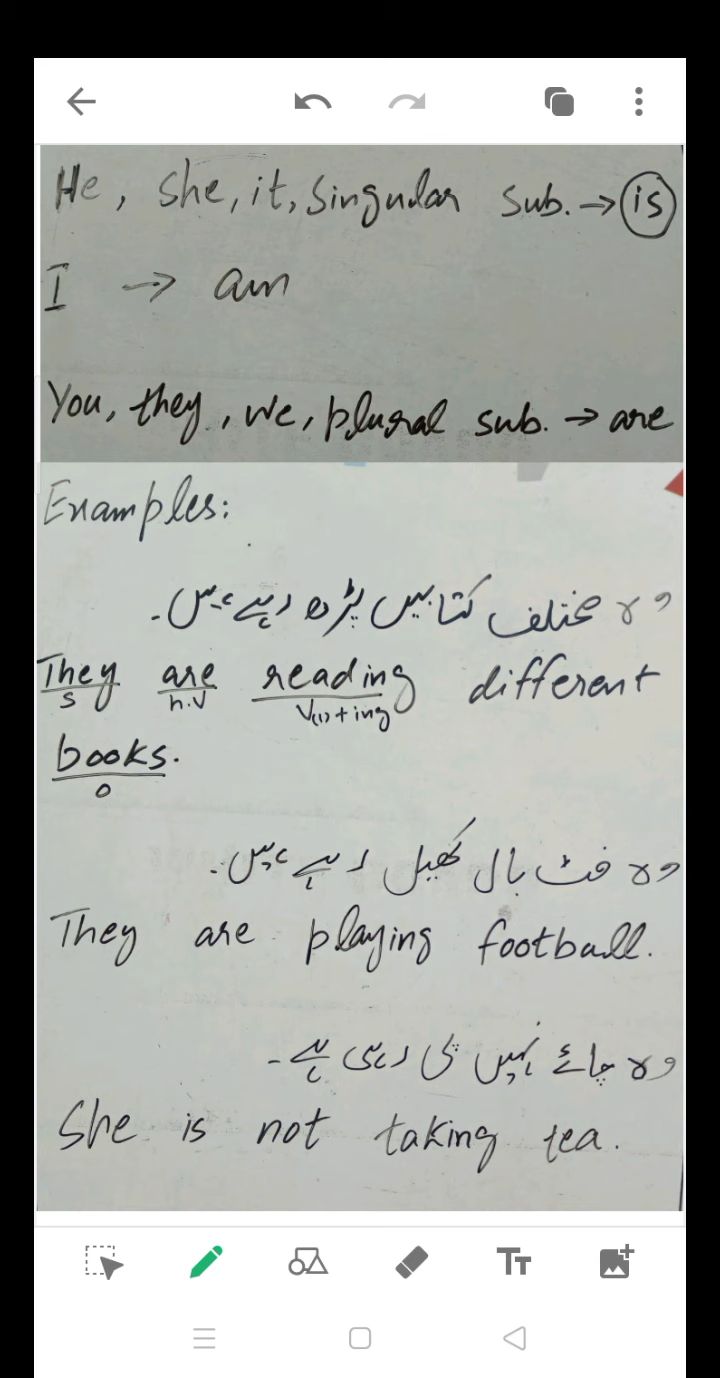 He, She, it, Singular sub. → is
I → am
You, they, we, plural sub. → are
Examples:
وہ مختلف کتابیں پڑھ رہے ہیں۔
They are reading different
S h.v V(1)+ing
books.
O
وہ فٹ بال کھیل رہے ہیں۔
They are playing football.
وہ چائے نہیں پی رہی ہے۔
She is not taking tea.
TT